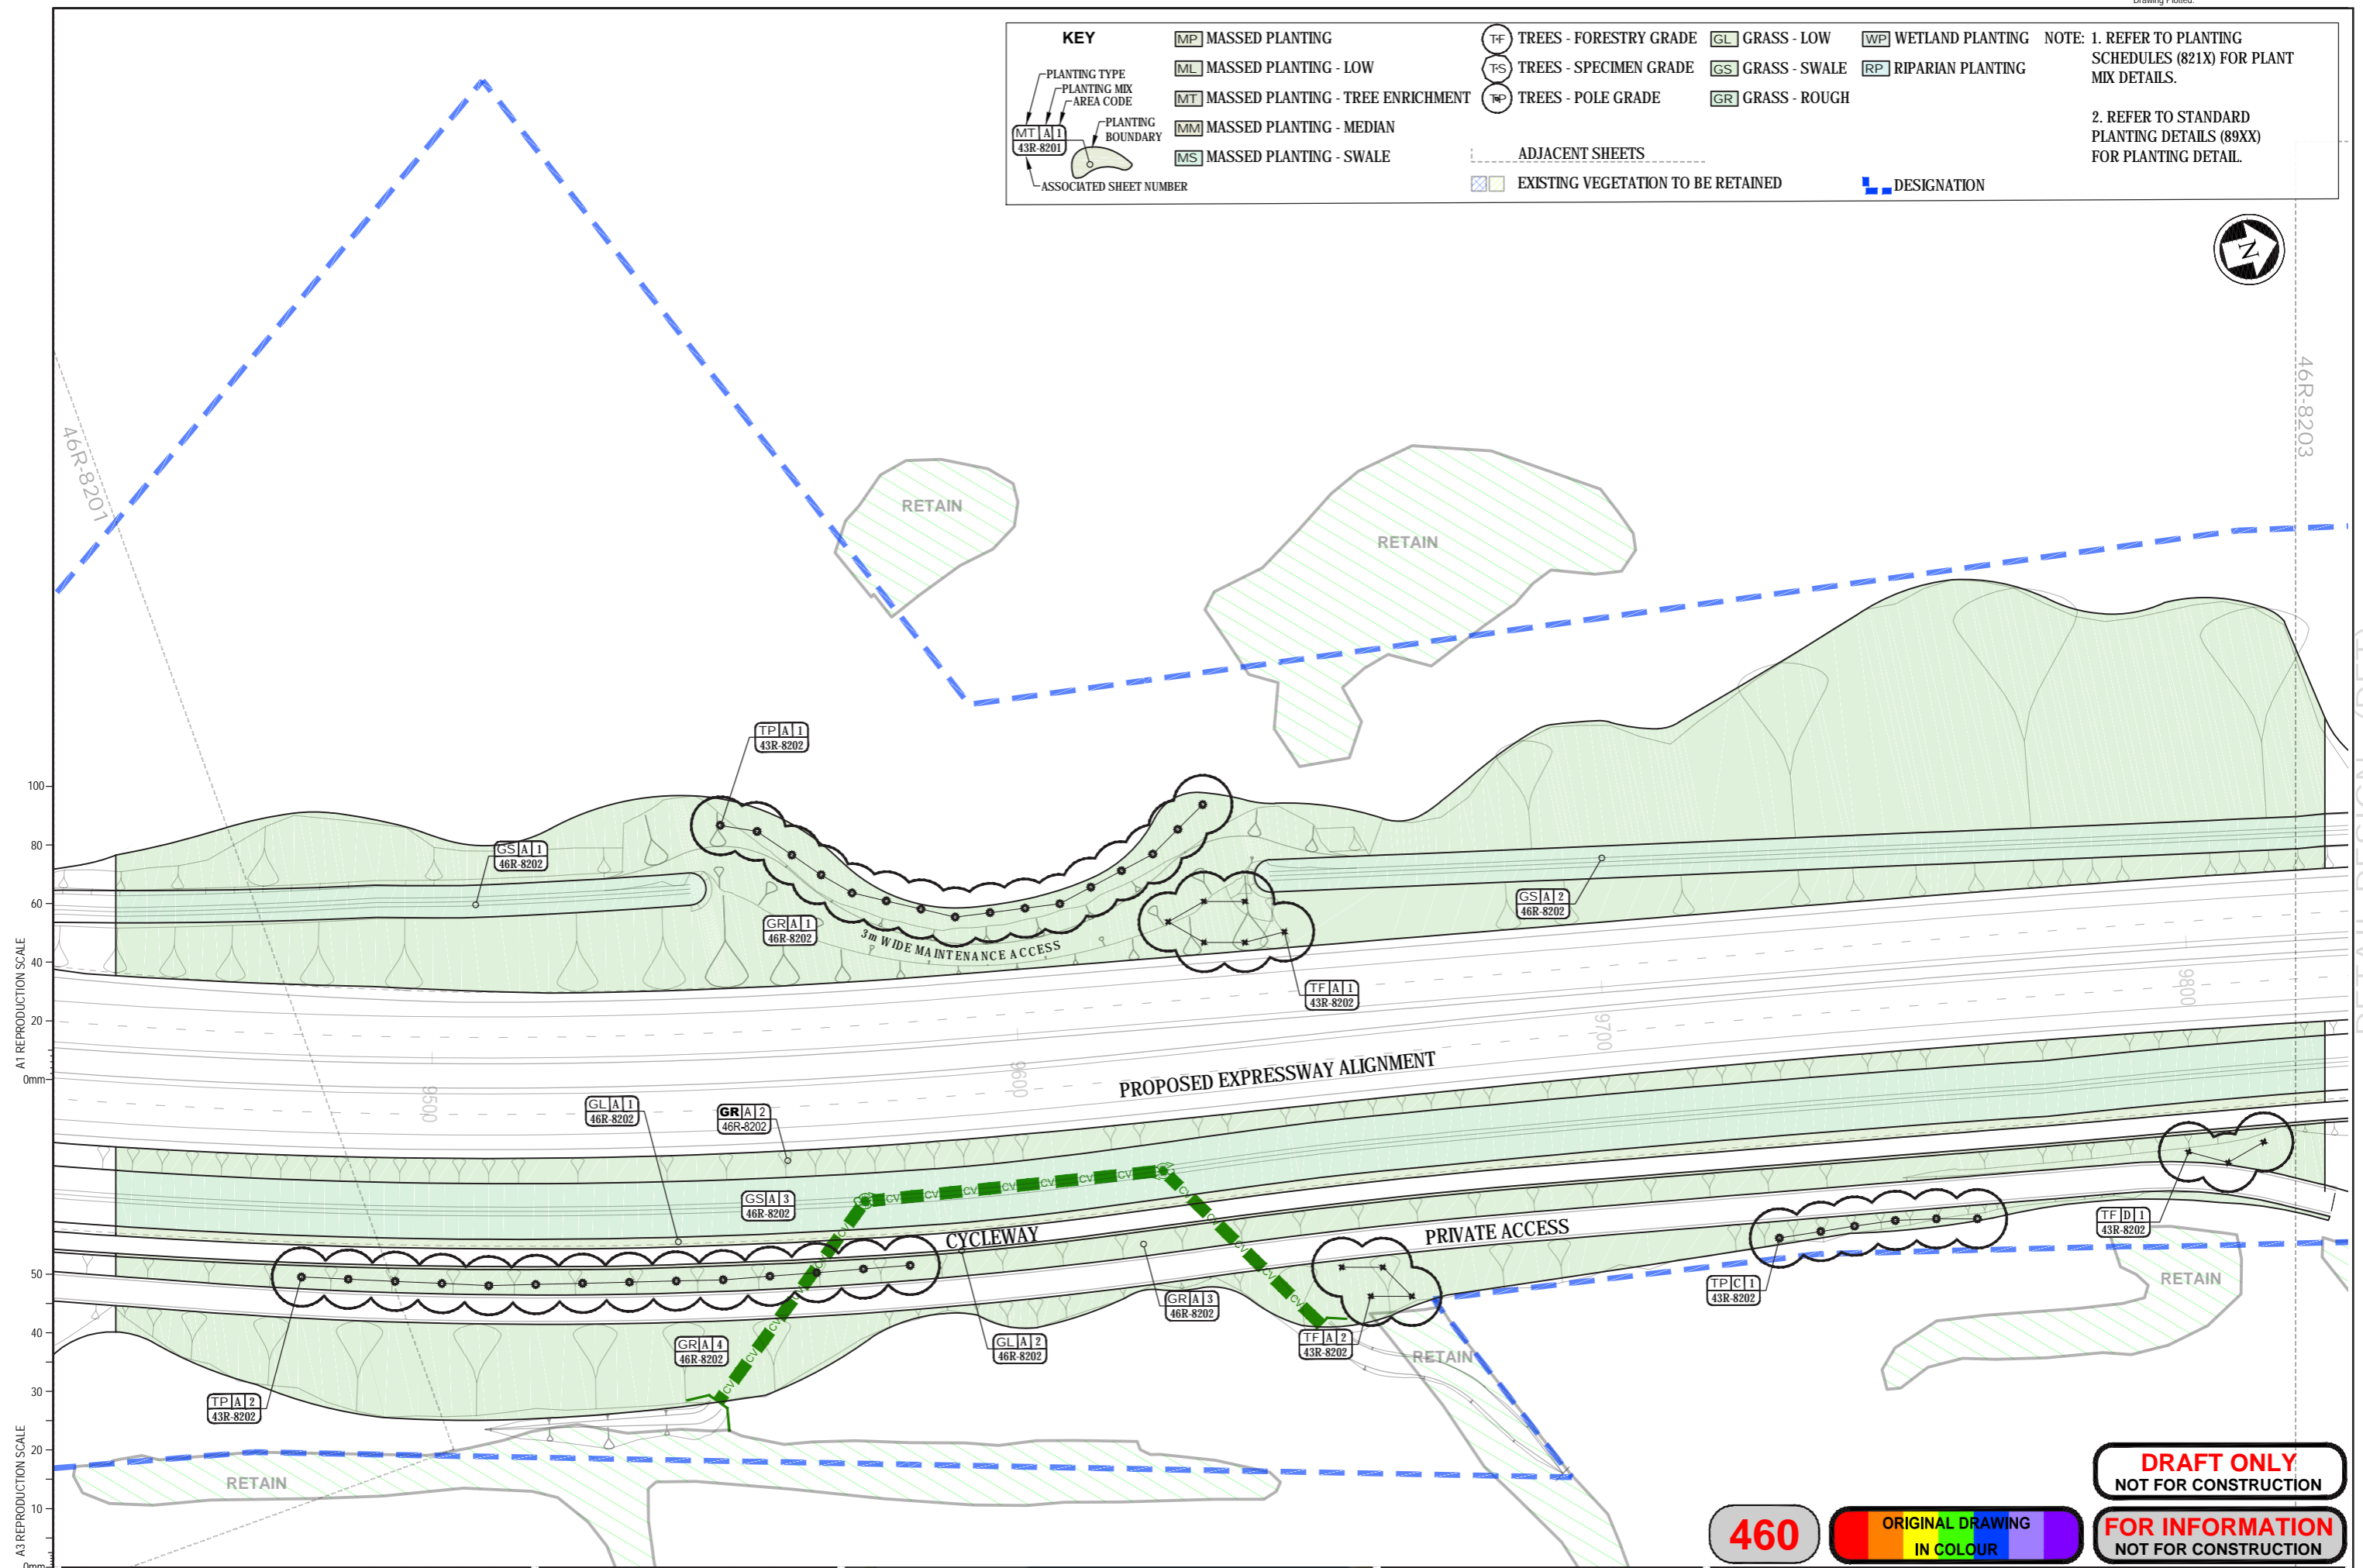 Drawing Plotted:
KEY
PLANTING TYPE
PLANTING MIX
AREA CODE
MT A 1
43R-8201
PLANTING
BOUNDARY
ASSOCIATED SHEET NUMBER
MP MASSED PLANTING
ML MASSED PLANTING - LOW
MT MASSED PLANTING - TREE ENRICHMENT
MM MASSED PLANTING - MEDIAN
MS MASSED PLANTING - SWALE
TF TREES - FORESTRY GRADE
TS TREES - SPECIMEN GRADE
TP TREES - POLE GRADE
ADJACENT SHEETS
EXISTING VEGETATION TO BE RETAINED
GL GRASS - LOW
GS GRASS - SWALE
GR GRASS - ROUGH
WP WETLAND PLANTING
RP RIPARIAN PLANTING
DESIGNATION
NOTE: 1. REFER TO PLANTING
SCHEDULES (821X) FOR PLANT
MIX DETAILS.
2. REFER TO STANDARD
PLANTING DETAILS (89XX)
FOR PLANTING DETAIL.
N
46R-8201
46R-8203
RETAIN
RETAIN
TP A 1
43R-8202
GS A 1
46R-8202
GR A 1
46R-8202
3m WIDE MAINTENANCE ACCESS
GS A 2
46R-8202
TF A 1
43R-8202
9500
9600
9700
9800
PROPOSED EXPRESSWAY ALIGNMENT
GL A 1
46R-8202
GR A 2
46R-8202
GS A 3
46R-8202
CV CV CV CV CV CV
CYCLEWAY
PRIVATE ACCESS
GR A 3
46R-8202
GL A 2
46R-8202
GR A 4
46R-8202
TF A 2
43R-8202
TP C 1
43R-8202
TF D 1
43R-8202
TP A 2
43R-8202
RETAIN
RETAIN
RETAIN
100
80
60
40
20
0mm
A1 REPRODUCTION SCALE
50
40
30
20
10
0mm
A3 REPRODUCTION SCALE
DRAFT ONLY
NOT FOR CONSTRUCTION
460
ORIGINAL DRAWING
IN COLOUR
FOR INFORMATION
NOT FOR CONSTRUCTION